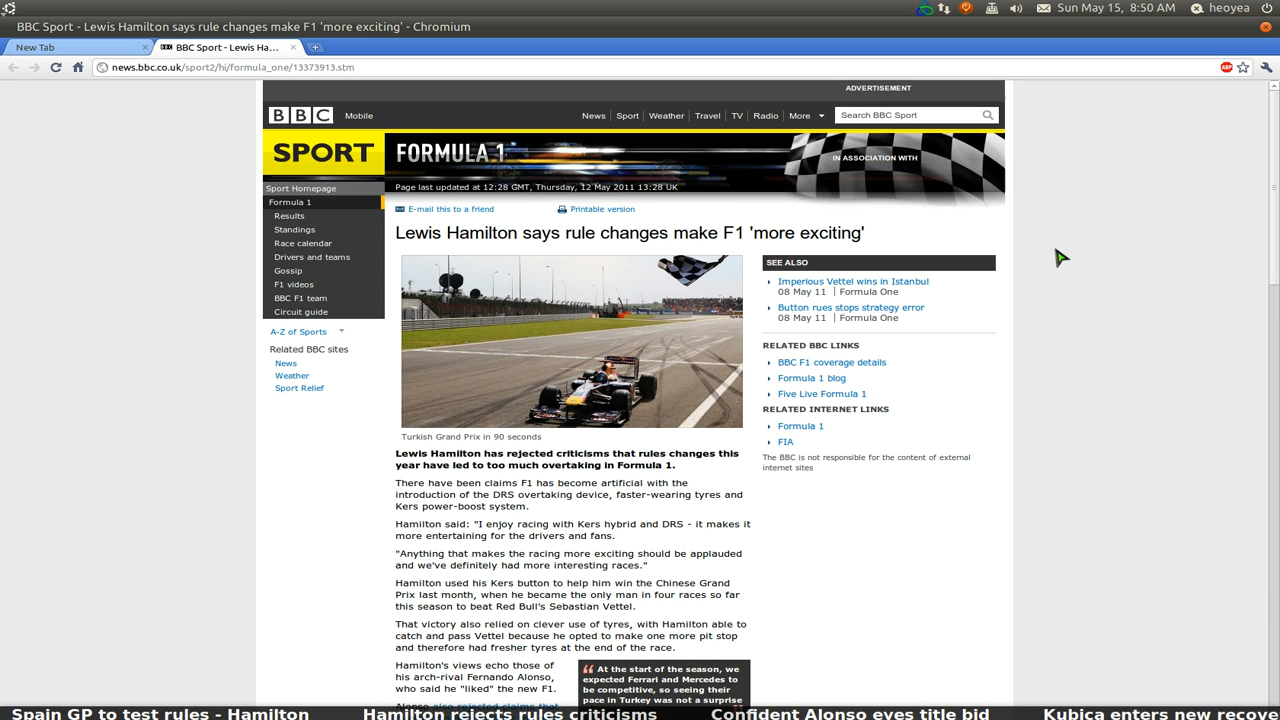 Sun May 15, 8:50 AM heoyea
BBC Sport - Lewis Hamilton says rule changes make F1 'more exciting' - Chromium
New Tab
BBC Sport - Lewis Ha...
news.bbc.co.uk/sport2/hi/formula_one/13373913.stm
ABP
ADVERTISEMENT
BBC Mobile
News Sport Weather Travel TV Radio More
Search BBC Sport
SPORT
FORMULA 1
IN ASSOCIATION WITH
Page last updated at 12:28 GMT, Thursday, 12 May 2011 13:28 UK
Sport Homepage
Formula 1
Results
Standings
Race calendar
Drivers and teams
Gossip
F1 videos
BBC F1 team
Circuit guide
A-Z of Sports
Related BBC sites
News
Weather
Sport Relief
E-mail this to a friend
Printable version
Lewis Hamilton says rule changes make F1 'more exciting'
Turkish Grand Prix in 90 seconds
Lewis Hamilton has rejected criticisms that rules changes this
year have led to too much overtaking in Formula 1.
There have been claims F1 has become artificial with the
introduction of the DRS overtaking device, faster-wearing tyres and
Kers power-boost system.
Hamilton said: "I enjoy racing with Kers hybrid and DRS - it makes it
more entertaining for the drivers and fans.
"Anything that makes the racing more exciting should be applauded
and we've definitely had more interesting races."
Hamilton used his Kers button to help him win the Chinese Grand
Prix last month, when he became the only man in four races so far
this season to beat Red Bull's Sebastian Vettel.
That victory also relied on clever use of tyres, with Hamilton able to
catch and pass Vettel because he opted to make one more pit stop
and therefore had fresher tyres at the end of the race.
Hamilton's views echo those of
his arch-rival Fernando Alonso,
who said he "liked" the new F1.
Alonso also rejected claims that
At the start of the season, we
expected Ferrari and Mercedes to
be competitive, so seeing their
pace in Turkey was not a surprise
SEE ALSO
Imperious Vettel wins in Istanbul
08 May 11 | Formula One
Button rues stops strategy error
08 May 11 | Formula One
RELATED BBC LINKS
BBC F1 coverage details
Formula 1 blog
Five Live Formula 1
RELATED INTERNET LINKS
Formula 1
FIA
The BBC is not responsible for the content of external
internet sites
Spain GP to test rules - Hamilton Hamilton rejects rules criticisms Confident Alonso eyes title bid Kubica enters new recove